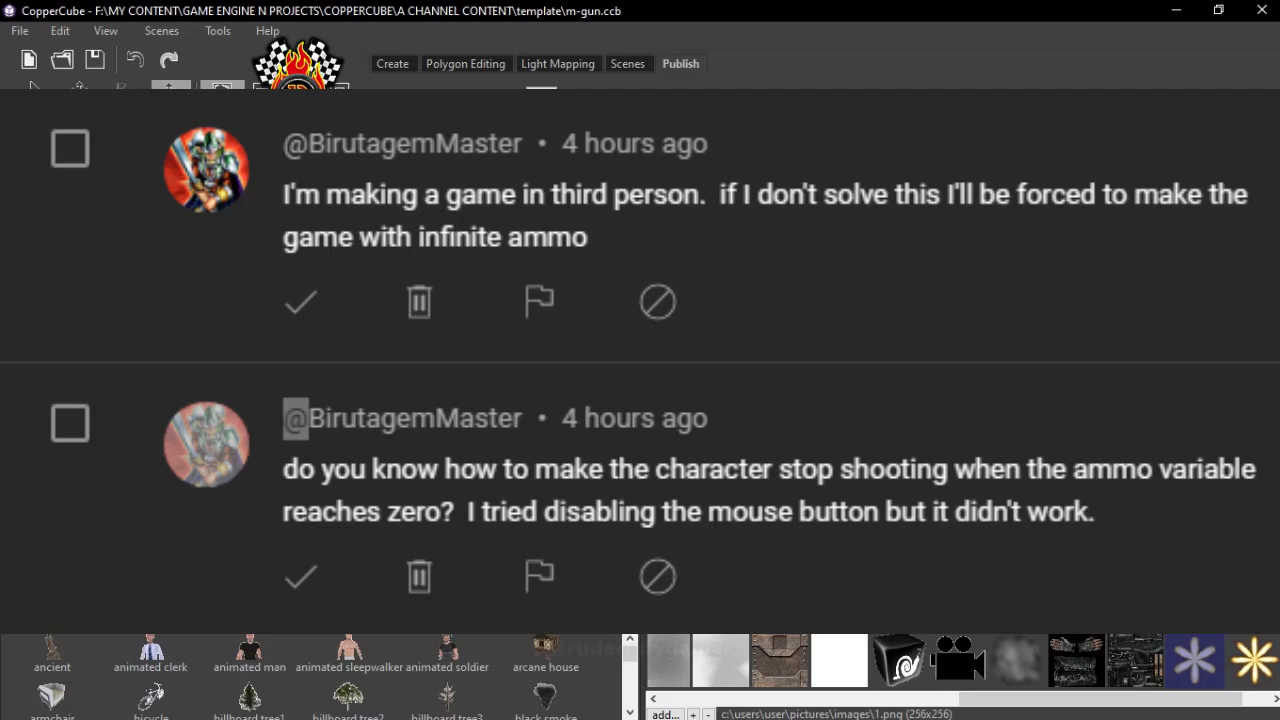 CopperCube - F:\MY CONTENT\GAME ENGINE N PROJECTS\COPPERCUBE\A CHANNEL CONTENT\template\m-gun.ccb
File Edit View Scenes Tools Help
Create Polygon Editing Light Mapping Scenes Publish
@BirutagemMaster • 4 hours ago
I'm making a game in third person.  if I don't solve this I'll be forced to make the
game with infinite ammo
@BirutagemMaster • 4 hours ago
do you know how to make the character stop shooting when the ammo variable
reaches zero?  I tried disabling the mouse button but it didn't work.
ancient animated clerk animated man animated sleepwalker animated soldier arcane house
armchair bicycle billboard tree1 billboard tree2 billboard tree3 black smoke
add... + - c:\users\user\pictures\images\1.png (256x256)